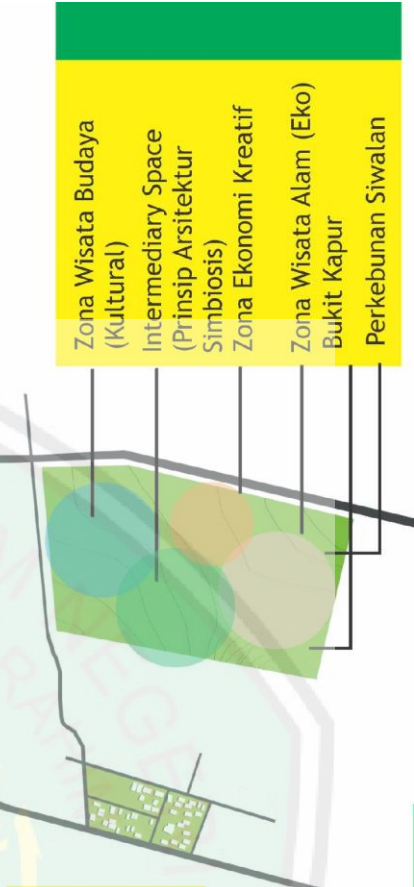 Zona Wisata Budaya
(Kultural)
Intermediary Space
(Prinsip Arsitektur
Simbiosis)
Zona Ekonomi Kreatif
Zona Wisata Alam (Eko)
Bukit Kapur
Perkebunan Siwalan